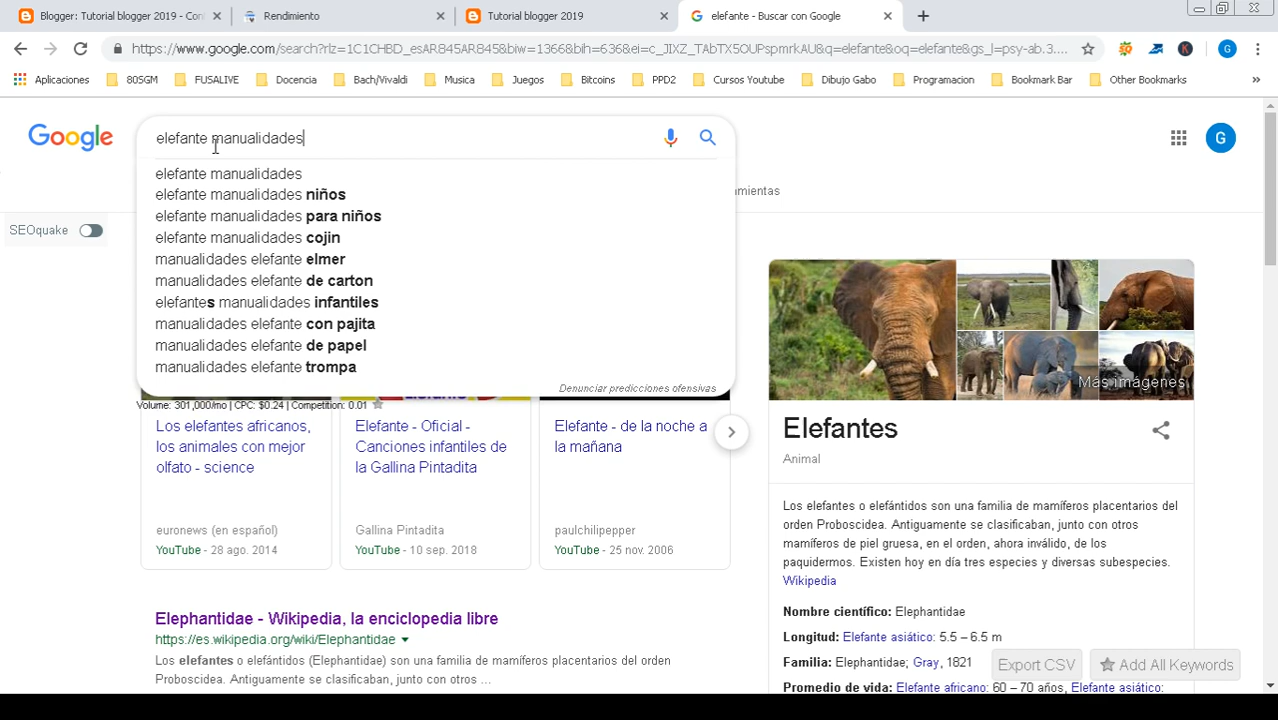 Blogger: Tutorial blogger 2019 - Con
Rendimiento
Tutorial blogger 2019
elefante - Buscar con Google
https://www.google.com/search?rlz=1C1CHBD_esAR845AR845&biw=1366&bih=636&ei=c_JIXZ_TAbTX5OUPspmrkAU&q=elefante&oq=elefante&gs_l=psy-ab.3....
G
Aplicaciones
80SGM
FUSALIVE
Docencia
Bach/Vivaldi
Musica
Juegos
Bitcoins
PPD2
Cursos Youtube
Dibujo Gabo
Programacion
Bookmark Bar
Other Bookmarks
»
Google
elefante manualidades
G
elefante manualidades
elefante manualidades niños
elefante manualidades para niños
elefante manualidades cojin
manualidades elefante elmer
manualidades elefante de carton
elefantes manualidades infantiles
manualidades elefante con pajita
manualidades elefante de papel
manualidades elefante trompa
Denunciar predicciones ofensivas
mientas
SEOquake
Volume: 301,000/mo | CPC: $0.24 | Competition: 0.01
Los elefantes africanos,
los animales con mejor
olfato - science
euronews (en español)
YouTube - 28 ago. 2014
Elefante - Oficial -
Canciones infantiles de
la Gallina Pintadita
Gallina Pintadita
YouTube - 10 sep. 2018
Elefante - de la noche a
la mañana
paulchilipepper
YouTube - 25 nov. 2006
Elephantidae - Wikipedia, la enciclopedia libre
https://es.wikipedia.org/wiki/Elephantidae
Los elefantes o elefántidos (Elephantidae) son una familia de mamíferos placentarios del orden
Proboscidea. Antiguamente se clasificaban, junto con otros ...
Más imágenes
Elefantes
Animal
Los elefantes o elefántidos son una familia de mamíferos placentarios del
orden Proboscidea. Antiguamente se clasificaban, junto con otros
mamíferos de piel gruesa, en el orden, ahora inválido, de los
paquidermos. Existen hoy en día tres especies y diversas subespecies.
Wikipedia
Nombre científico: Elephantidae
Longitud: Elefante asiático: 5.5 – 6.5 m
Familia: Elephantidae; Gray, 1821
Promedio de vida: Elefante africano: 60 – 70 años, Elefante asiático:
Export CSV
Add All Keywords